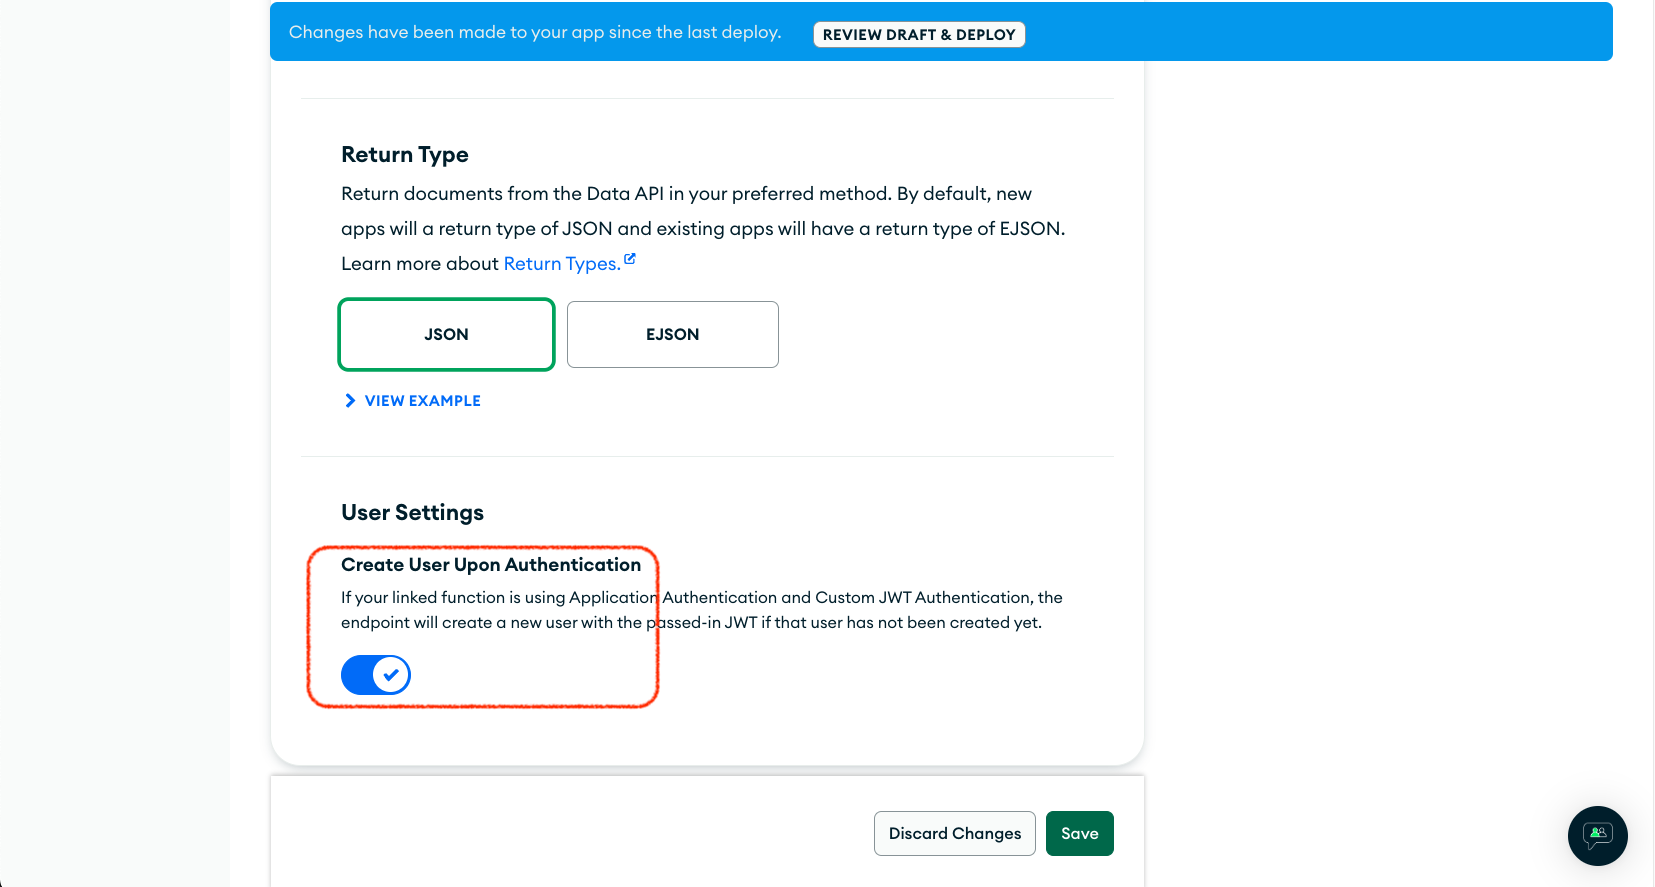 Changes have been made to your app since the last deploy.
REVIEW DRAFT & DEPLOY
Return Type
Return documents from the Data API in your preferred method. By default, new
apps will a return type of JSON and existing apps will have a return type of EJSON.
Learn more about Return Types.
JSON
EJSON
VIEW EXAMPLE
User Settings
Create User Upon Authentication
If your linked function is using Application Authentication and Custom JWT Authentication, the
endpoint will create a new user with the passed-in JWT if that user has not been created yet.
Discard Changes
Save